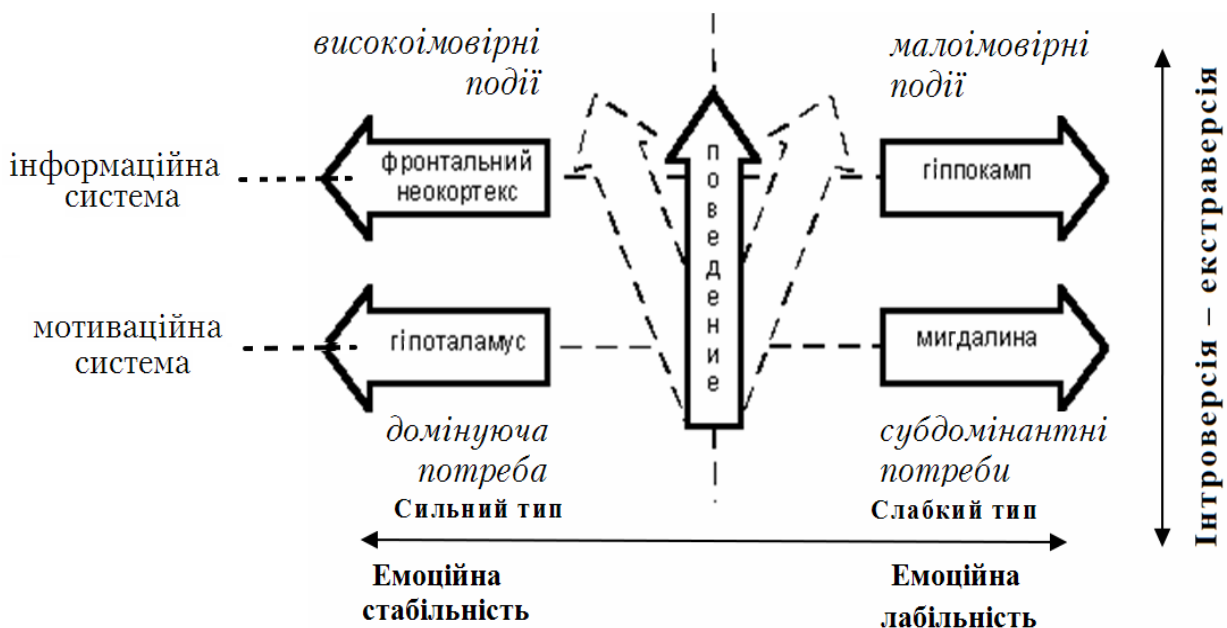 високоімовірні
події
малоімовірні
події
інформаційна
система
фронтальний
неокортекс
поведение
гіппокамп
мотиваційна
система
гіпоталамус
мигдалина
домінуюча
потреба
субдомінантні
потреби
Сильний тип
Слабкий тип
Емоційна
стабільність
Емоційна
лабільність
Інтроверсія – екстраверсія